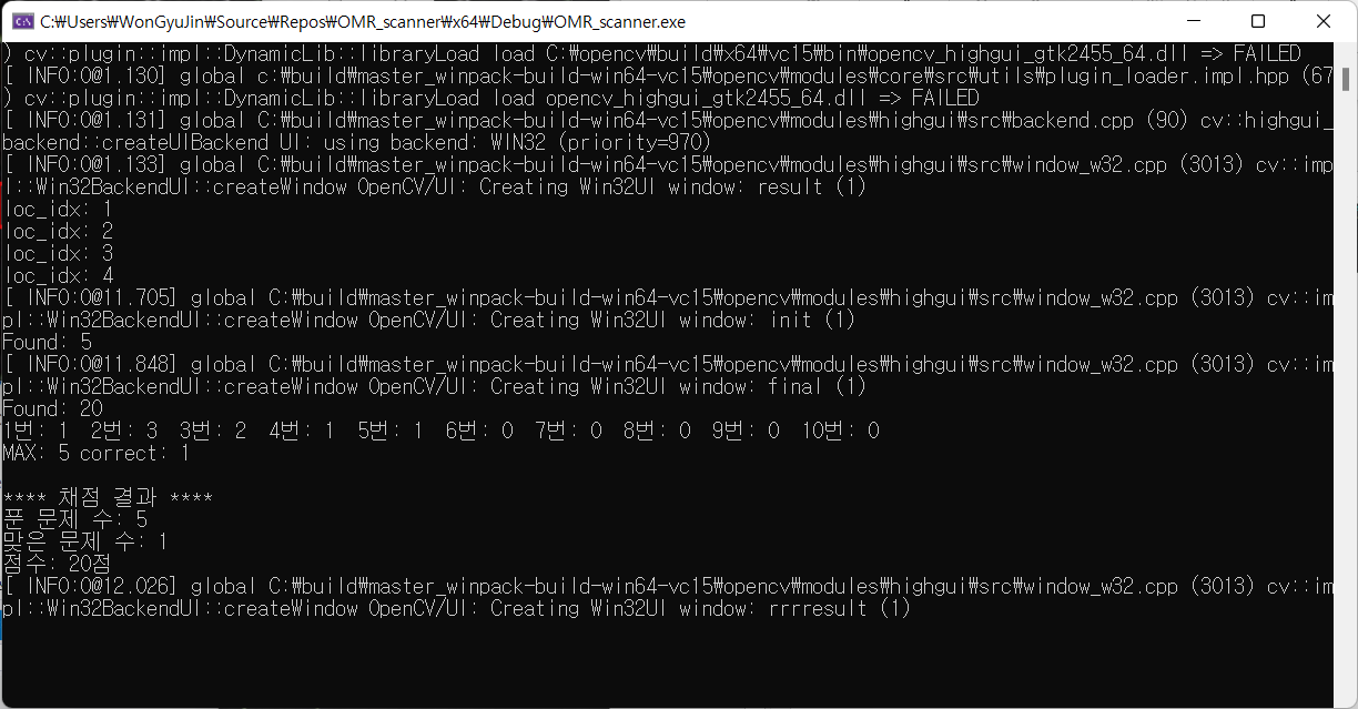 C:₩Users₩WonGyuJin₩Source₩Repos₩OMR_scanner₩x64₩Debug₩OMR_scanner.exe
) cv::plugin::impl::DynamicLib::libraryLoad load C:₩opencv₩build₩x64₩vc15₩bin₩opencv_highgui_gtk2455_64.dll => FAILED
[ INFO:0@1.130] global c:₩build₩master_winpack-build-win64-vc15₩opencv₩modules₩core₩src₩utils₩plugin_loader.impl.hpp (67
) cv::plugin::impl::DynamicLib::libraryLoad load opencv_highgui_gtk2455_64.dll => FAILED
[ INFO:0@1.131] global C:₩build₩master_winpack-build-win64-vc15₩opencv₩modules₩highgui₩src₩backend.cpp (90) cv::highgui_
backend::createUIBackend UI: using backend: WIN32 (priority=970)
[ INFO:0@1.133] global C:₩build₩master_winpack-build-win64-vc15₩opencv₩modules₩highgui₩src₩window_w32.cpp (3013) cv::imp
l::Win32BackendUI::createWindow OpenCV/UI: Creating Win32UI window: result (1)
loc_idx: 1
loc_idx: 2
loc_idx: 3
loc_idx: 4
[ INFO:0@11.705] global C:₩build₩master_winpack-build-win64-vc15₩opencv₩modules₩highgui₩src₩window_w32.cpp (3013) cv::im
pl::Win32BackendUI::createWindow OpenCV/UI: Creating Win32UI window: init (1)
Found: 5
[ INFO:0@11.848] global C:₩build₩master_winpack-build-win64-vc15₩opencv₩modules₩highgui₩src₩window_w32.cpp (3013) cv::im
pl::Win32BackendUI::createWindow OpenCV/UI: Creating Win32UI window: final (1)
Found: 20
1번: 1  2번: 3  3번: 2  4번: 1  5번: 1  6번: 0  7번: 0  8번: 0  9번: 0  10번: 0
MAX: 5 correct: 1
**** 채점 결과 ****
푼 문제 수: 5
맞은 문제 수: 1
점수: 20점
[ INFO:0@12.026] global C:₩build₩master_winpack-build-win64-vc15₩opencv₩modules₩highgui₩src₩window_w32.cpp (3013) cv::im
pl::Win32BackendUI::createWindow OpenCV/UI: Creating Win32UI window: rrrresult (1)